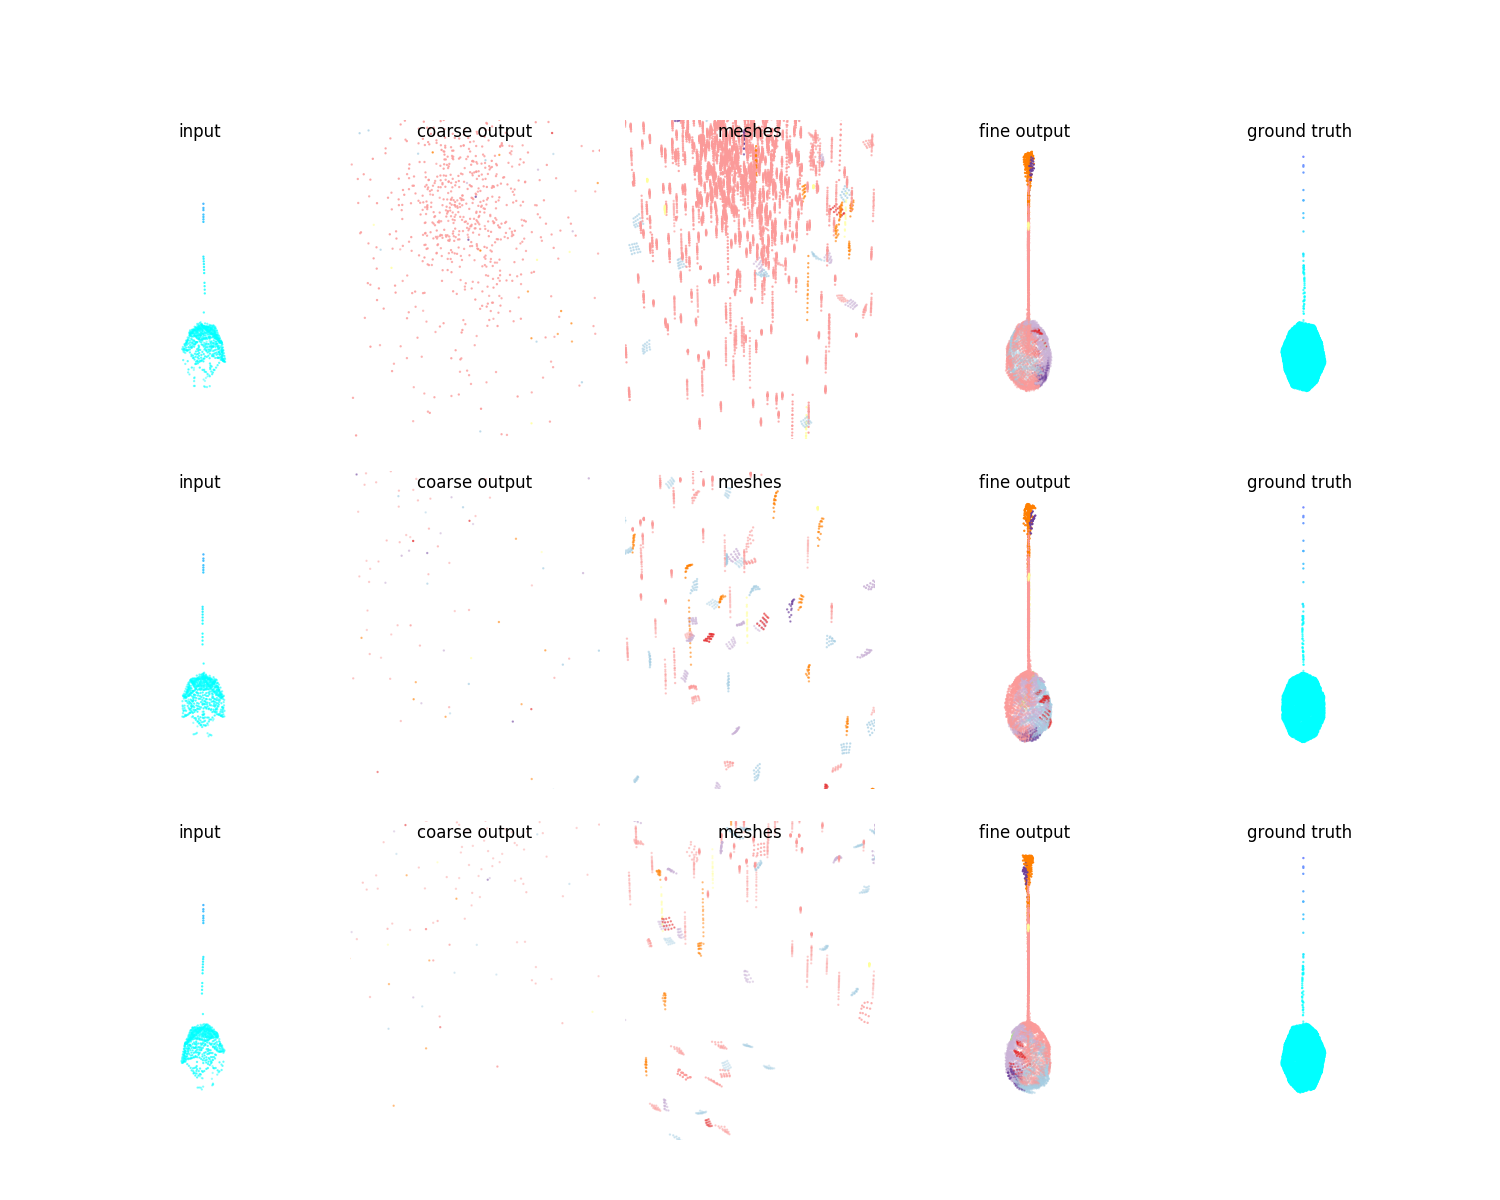 input
coarse output
meshes
fine output
ground truth
input
coarse output
meshes
fine output
ground truth
input
coarse output
meshes
fine output
ground truth